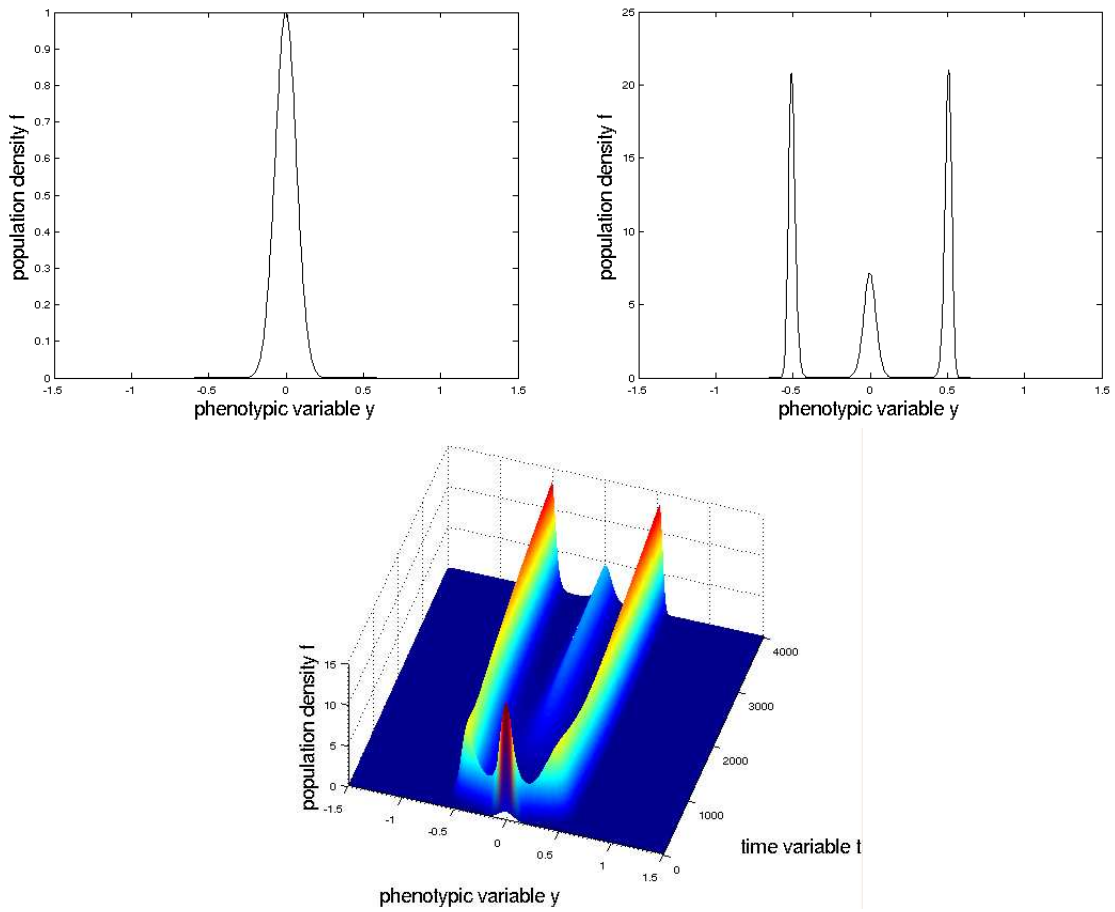 1
0.9
0.8
0.7
0.6
0.5
0.4
0.3
0.2
0.1
0
-1.5 -1 -0.5 0 0.5 1 1.5
population density f
phenotypic variable y
25
20
15
10
5
0
-1.5 -1 -0.5 0 0.5 1 1.5
population density f
phenotypic variable y
15
10
5
0
population density f
-1.5 -1 -0.5 0 0.5 1 1.5
phenotypic variable y
0 1000 2000 3000 4000
time variable t